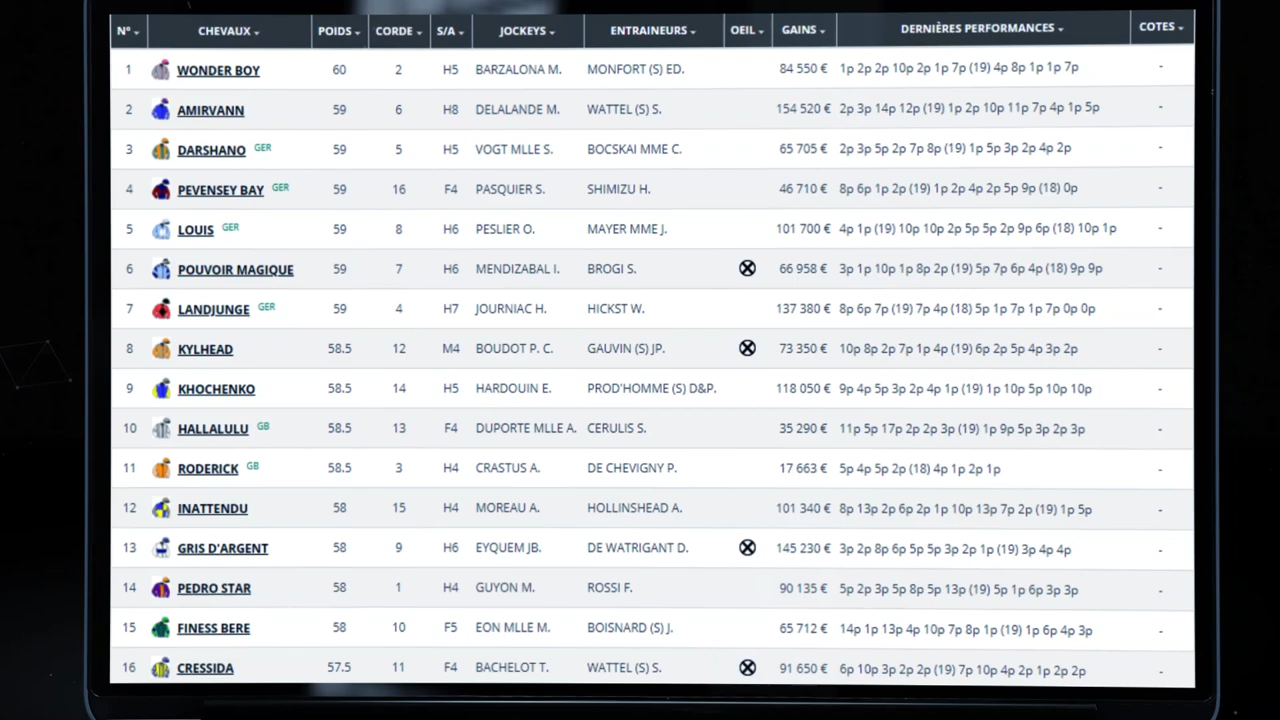 N° CHEVAUX POIDS CORDE S/A JOCKEYS ENTRAINEURS OEIL GAINS DERNIÈRES PERFORMANCES COTES
1 WONDER BOY 60 2 H5 BARZALONA M. MONFORT (S) ED. 84 550 € 1p 2p 2p 10p 2p 1p 7p (19) 4p 8p 1p 1p 7p -
2 AMIRVANN 59 6 H8 DELALANDE M. WATTEL (S) S. 154 520 € 2p 3p 14p 12p (19) 1p 2p 10p 11p 7p 4p 1p 5p -
3 DARSHANO GER 59 5 H5 VOGT MLLE S. BOCSKAI MME C. 65 705 € 2p 3p 5p 2p 7p 8p (19) 1p 5p 3p 2p 4p 2p -
4 PEVENSEY BAY GER 59 16 F4 PASQUIER S. SHIMIZU H. 46 710 € 8p 6p 1p 2p (19) 1p 2p 4p 2p 5p 9p (18) 0p -
5 LOUIS GER 59 8 H6 PESLIER O. MAYER MME J. 101 700 € 4p 1p (19) 10p 10p 2p 5p 5p 2p 9p 6p (18) 10p 1p -
6 POUVOIR MAGIQUE 59 7 H6 MENDIZABAL I. BROGI S. 66 958 € 3p 1p 10p 1p 8p 2p (19) 5p 7p 6p 4p (18) 9p 9p -
7 LANDJUNGE GER 59 4 H7 JOURNIAC H. HICKST W. 137 380 € 8p 6p 7p (19) 7p 4p (18) 5p 1p 7p 1p 7p 0p 0p -
8 KYLHEAD 58.5 12 M4 BOUDOT P. C. GAUVIN (S) JP. 73 350 € 10p 8p 2p 7p 1p 4p (19) 6p 2p 5p 4p 3p 2p -
9 KHOCHENKO 58.5 14 H5 HARDOUIN E. PROD'HOMME (S) D&P. 118 050 € 9p 4p 5p 3p 2p 4p 1p (19) 1p 10p 5p 10p 10p -
10 HALLALULU GB 58.5 13 F4 DUPORTE MLLE A. CERULIS S. 35 290 € 11p 5p 17p 2p 2p 3p (19) 1p 9p 5p 3p 2p 3p -
11 RODERICK GB 58.5 3 H4 CRASTUS A. DE CHEVIGNY P. 17 663 € 5p 4p 5p 2p (18) 4p 1p 2p 1p -
12 INATTENDU 58 15 H4 MOREAU A. HOLLINSHEAD A. 101 340 € 8p 13p 2p 6p 2p 1p 10p 13p 7p 2p (19) 1p 5p -
13 GRIS D'ARGENT 58 9 H6 EYQUEM JB. DE WATRIGANT D. 145 230 € 3p 2p 8p 6p 5p 5p 3p 2p 1p (19) 3p 4p 4p -
14 PEDRO STAR 58 1 H4 GUYON M. ROSSI F. 90 135 € 5p 2p 3p 5p 8p 5p 13p (19) 5p 1p 6p 3p 3p -
15 FINESS BERE 58 10 F5 EON MLLE M. BOISNARD (S) J. 65 712 € 14p 1p 13p 4p 10p 7p 8p 1p (19) 1p 6p 4p 3p -
16 CRESSIDA 57.5 11 F4 BACHELOT T. WATTEL (S) S. 91 650 € 6p 10p 3p 2p 2p (19) 7p 10p 4p 2p 1p 2p 2p -